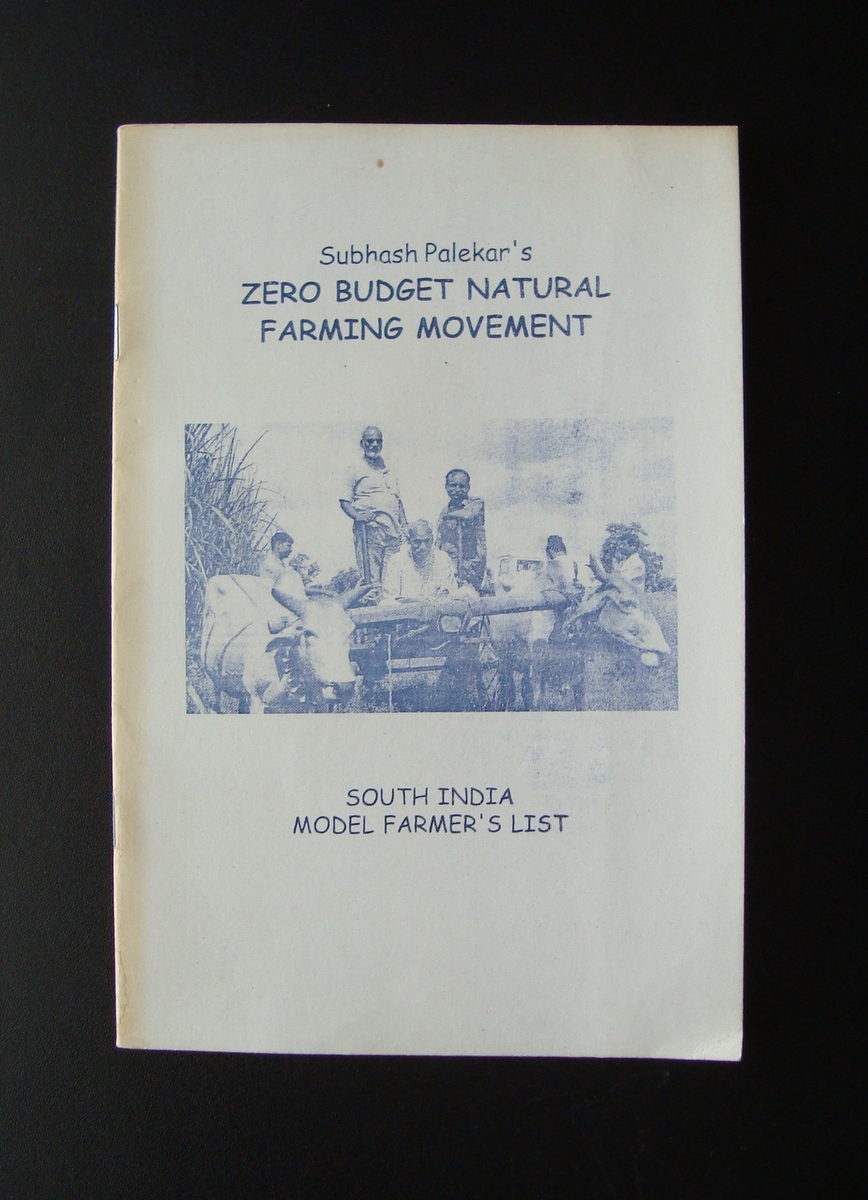 Subhash Palekar's
ZERO BUDGET NATURAL
FARMING MOVEMENT
SOUTH INDIA
MODEL FARMER'S LIST